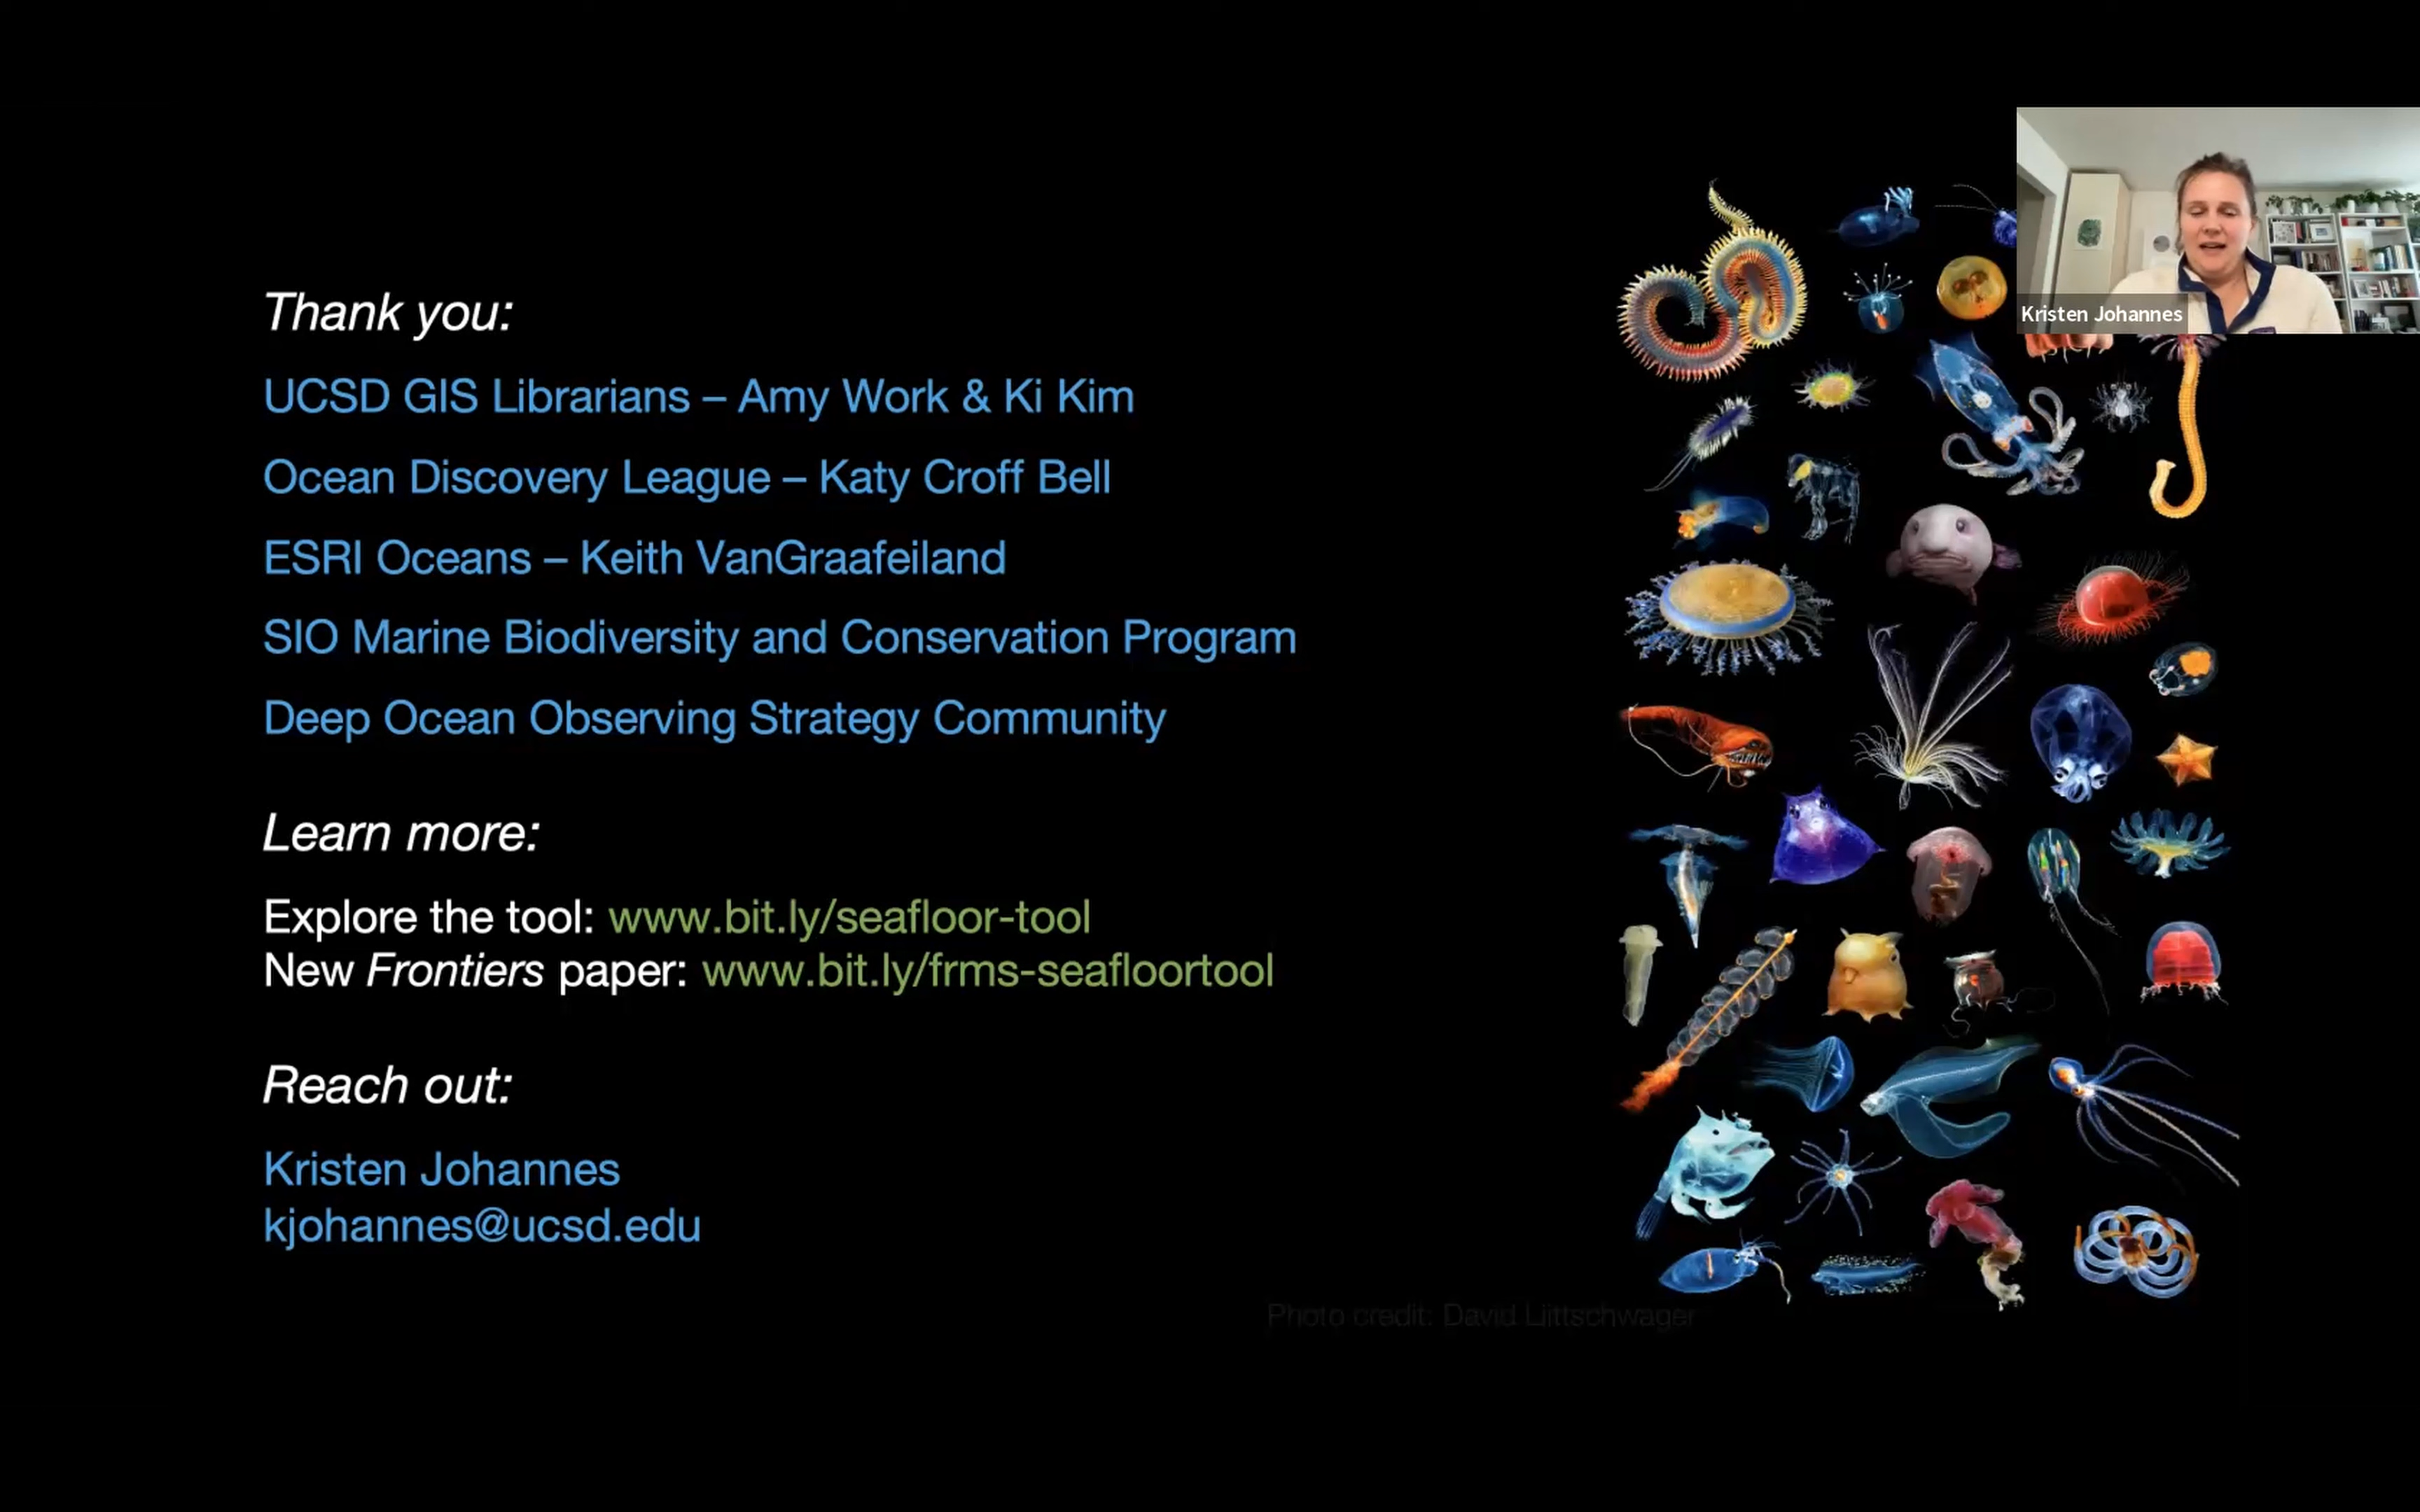 Thank you:
UCSD GIS Librarians – Amy Work & Ki Kim
Ocean Discovery League – Katy Croff Bell
ESRI Oceans – Keith VanGraafeiland
SIO Marine Biodiversity and Conservation Program
Deep Ocean Observing Strategy Community
Learn more:
Explore the tool: www.bit.ly/seafloor-tool
New Frontiers paper: www.bit.ly/frms-seafloortool
Reach out:
Kristen Johannes
kjohannes@ucsd.edu
Kristen Johannes
Photo credit: David Liittschwager